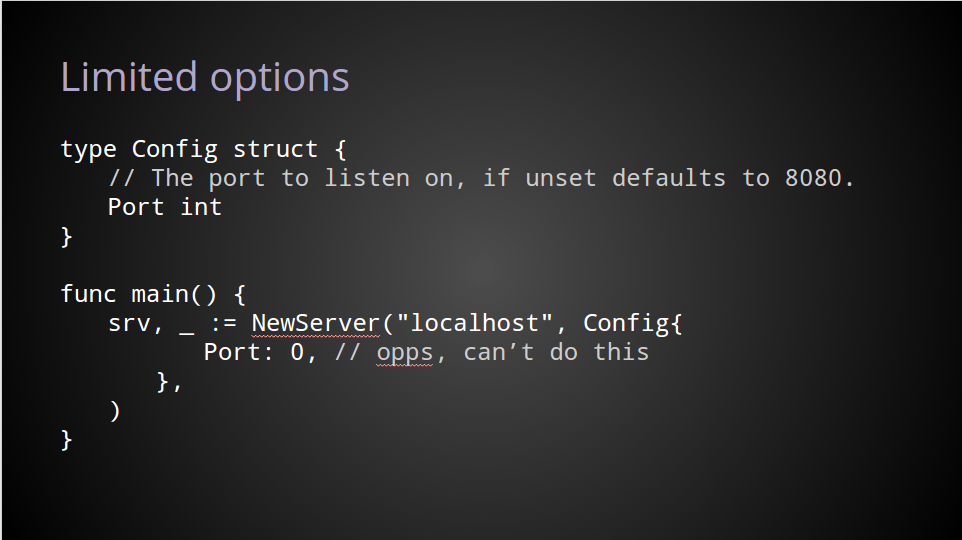 Limited options
type Config struct {
// The port to listen on, if unset defaults to 8080.
Port int
}
func main() {
srv, _ := NewServer("localhost", Config{
Port: 0, // opps, can’t do this
},
)
}